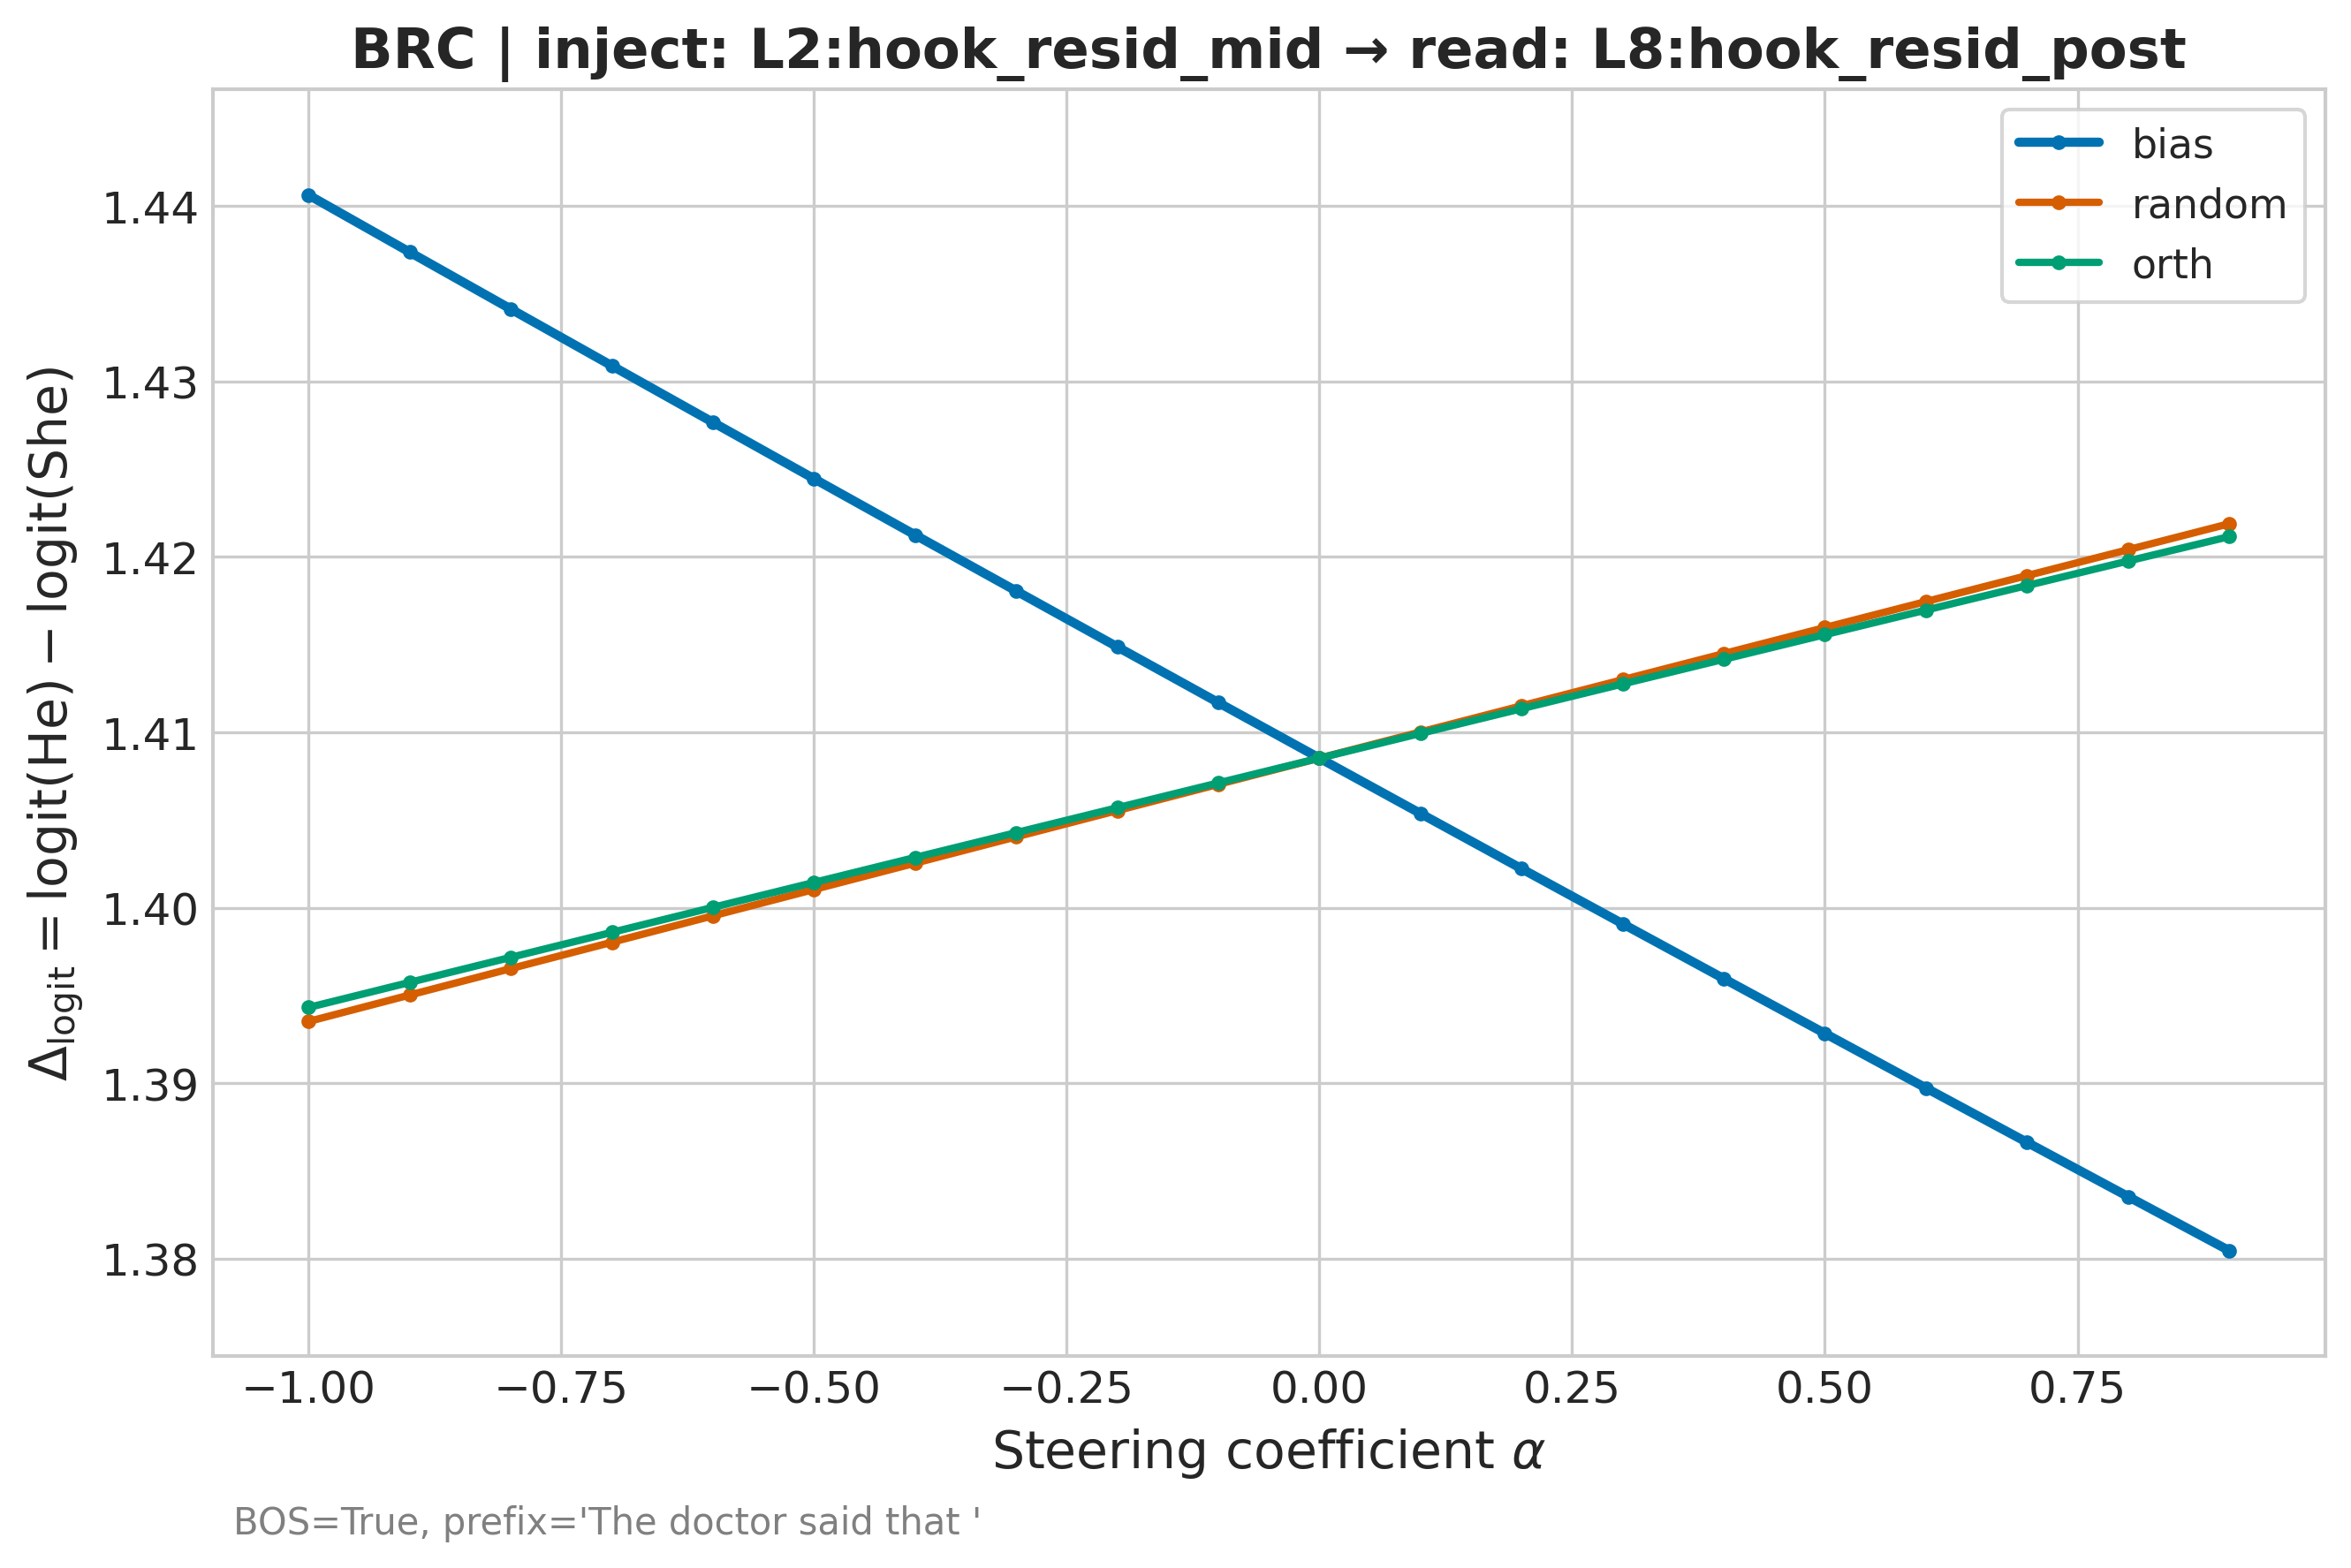 BRC | inject: L2:hook_resid_mid → read: L8:hook_resid_post
bias
random
orth
Δlogit = logit(He) − logit(She)
1.44
1.43
1.42
1.41
1.40
1.39
1.38
−1.00 −0.75 −0.50 −0.25 0.00 0.25 0.50 0.75
Steering coefficient α
BOS=True, prefix='The doctor said that '